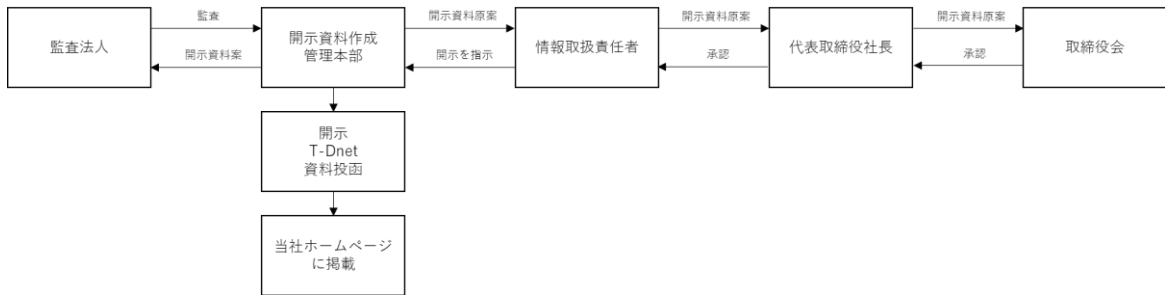 監査
開示資料原案
開示資料原案
開示資料原案
監査法人
開示資料作成
管理本部
情報取扱責任者
代表取締役社長
取締役会
開示資料案
開示を指示
承認
承認
開示
T-Dnet
資料投函
当社ホームページ
に掲載